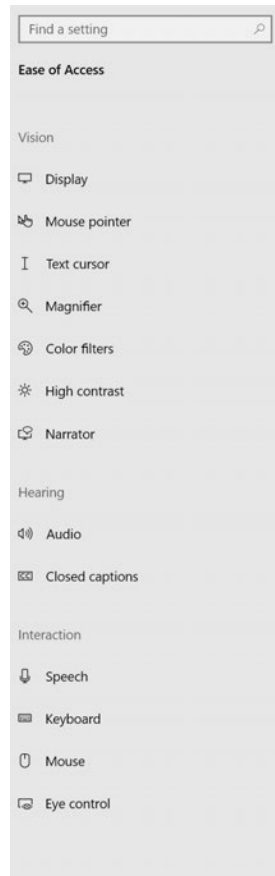 Find a setting
Ease of Access
Vision
Display
Mouse pointer
Text cursor
Magnifier
Color filters
High contrast
Narrator
Hearing
Audio
Closed captions
Interaction
Speech
Keyboard
Mouse
Eye control